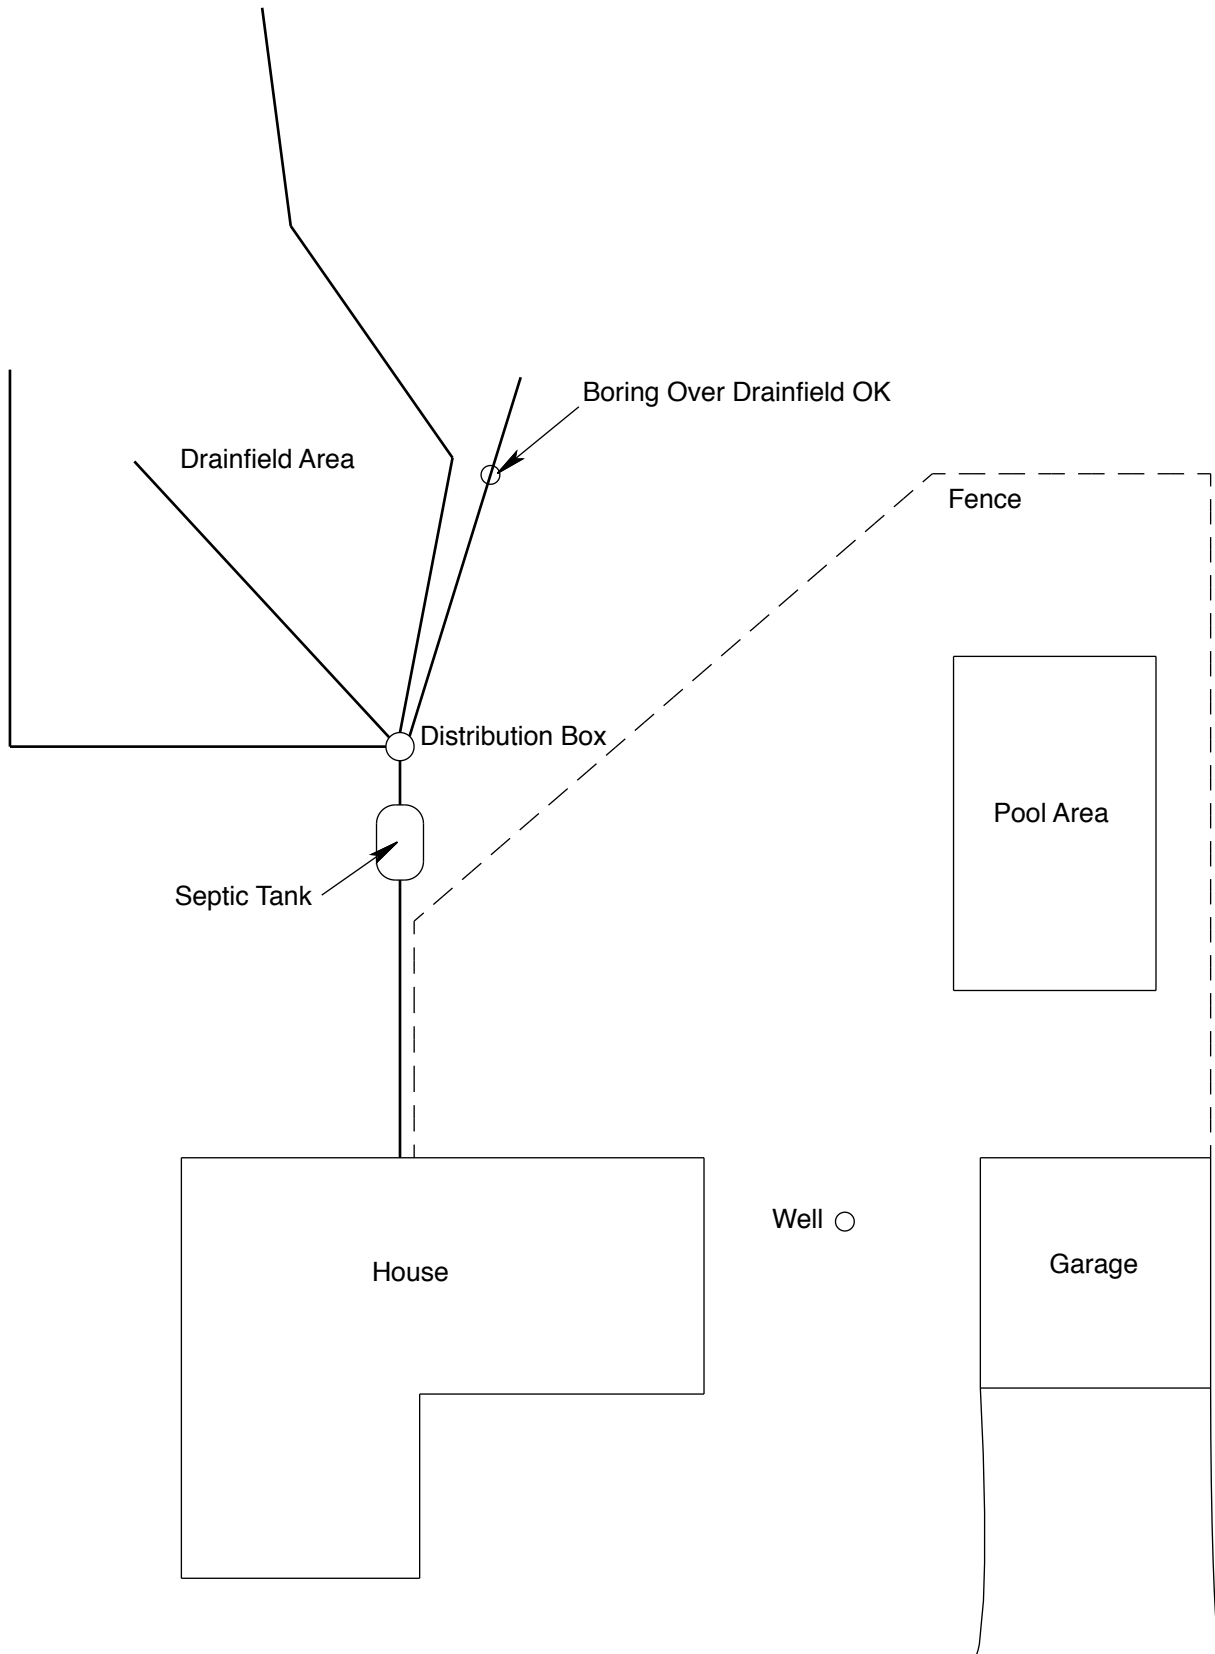 Boring Over Drainfield OK
Drainfield Area
Fence
Distribution Box
Pool Area
Septic Tank
Well
House
Garage